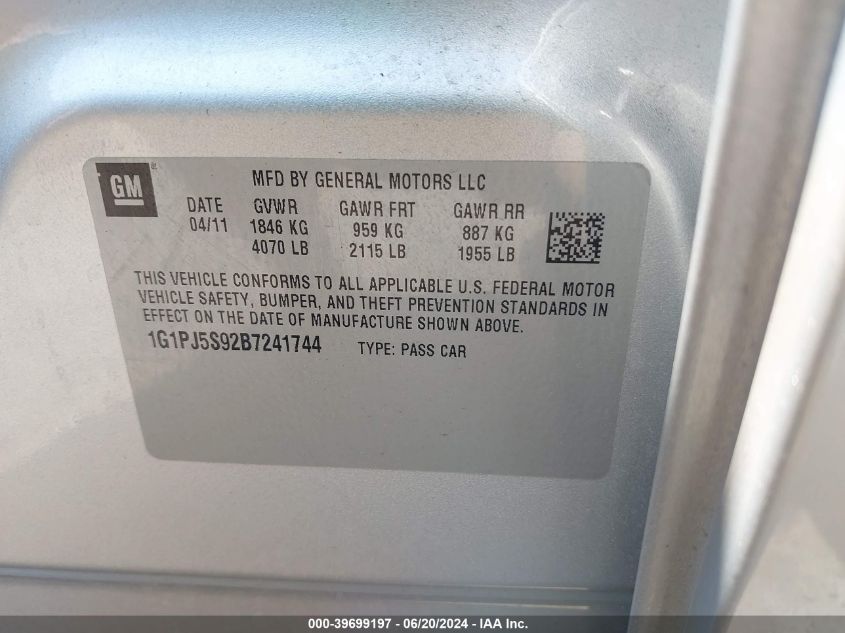 GM
MFD BY GENERAL MOTORS LLC
DATE GVWR GAWR FRT GAWR RR
04/11 1846 KG 959 KG 887 KG
4070 LB 2115 LB 1955 LB
THIS VEHICLE CONFORMS TO ALL APPLICABLE U.S. FEDERAL MOTOR
VEHICLE SAFETY, BUMPER, AND THEFT PREVENTION STANDARDS IN
EFFECT ON THE DATE OF MANUFACTURE SHOWN ABOVE.
1G1PJ5S92B7241744 TYPE: PASS CAR
000-39699197 - 06/20/2024 - IAA Inc.